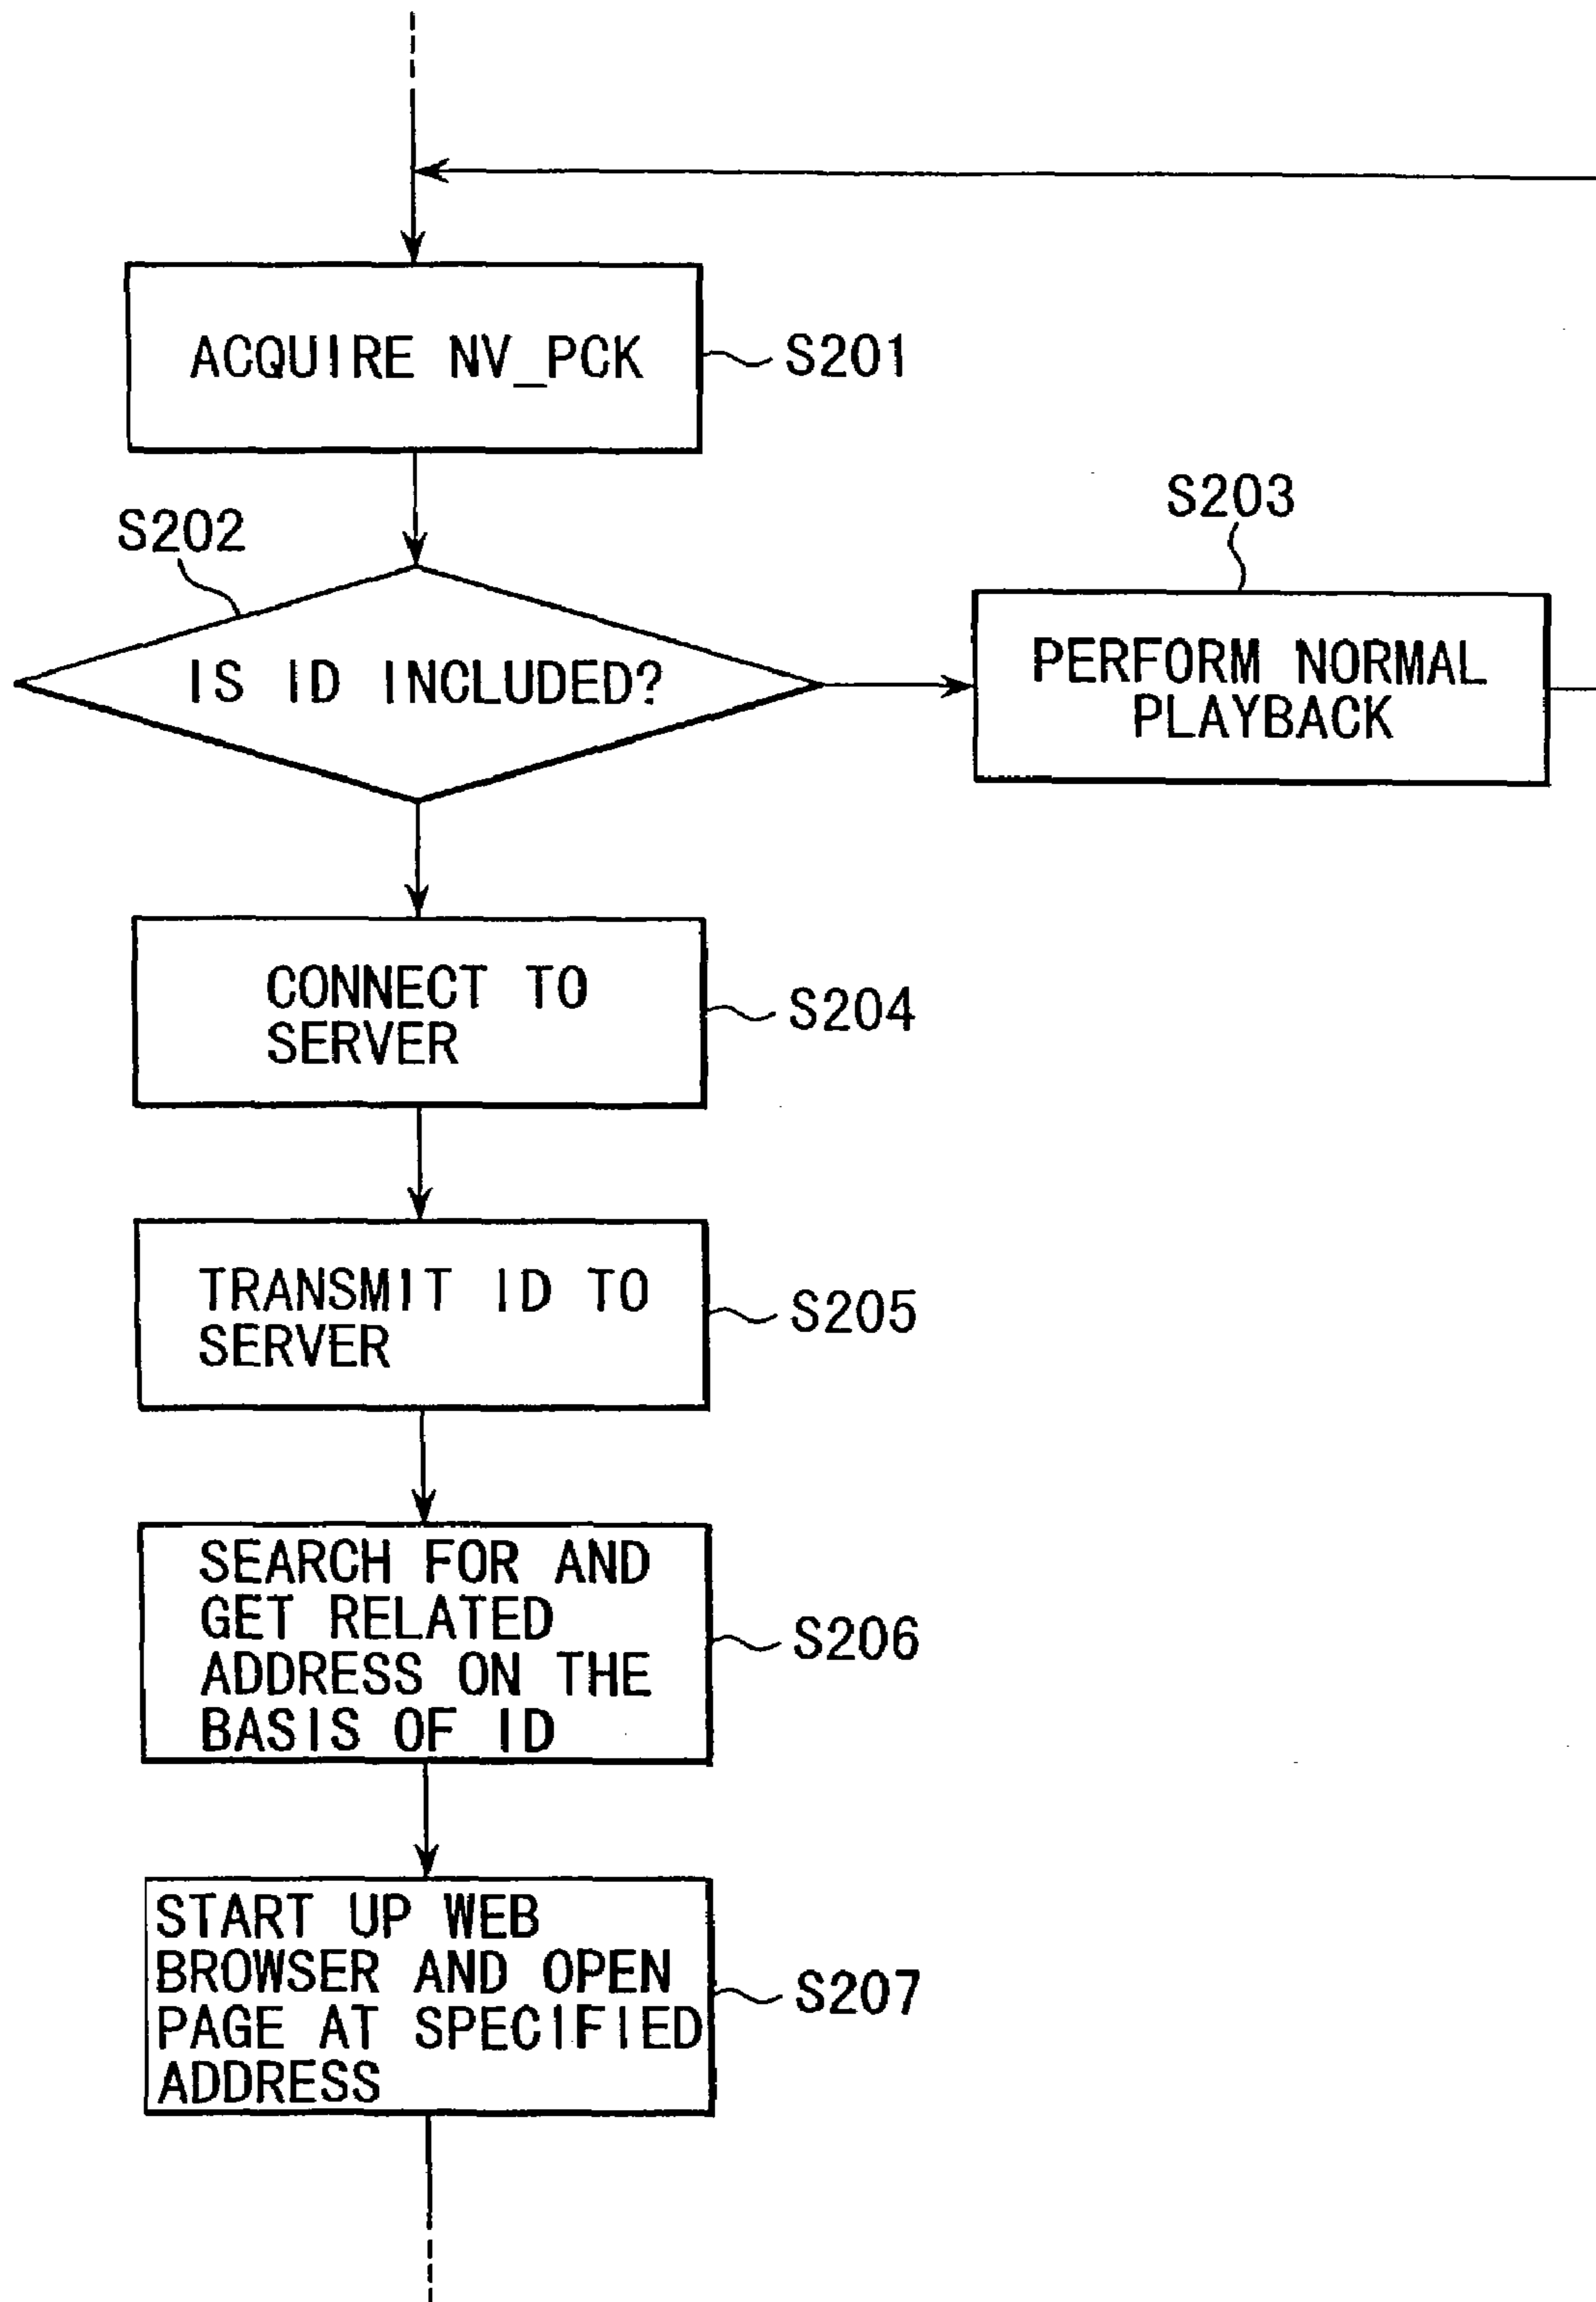 ACQUIRE NV_PCK
S201
S202
IS ID INCLUDED?
S203
PERFORM NORMAL
PLAYBACK
CONNECT TO
SERVER
S204
TRANSMIT ID TO
SERVER
S205
SEARCH FOR AND
GET RELATED
ADDRESS ON THE
BASIS OF ID
S206
START UP WEB
BROWSER AND OPEN
PAGE AT SPECIFIED
ADDRESS
S207